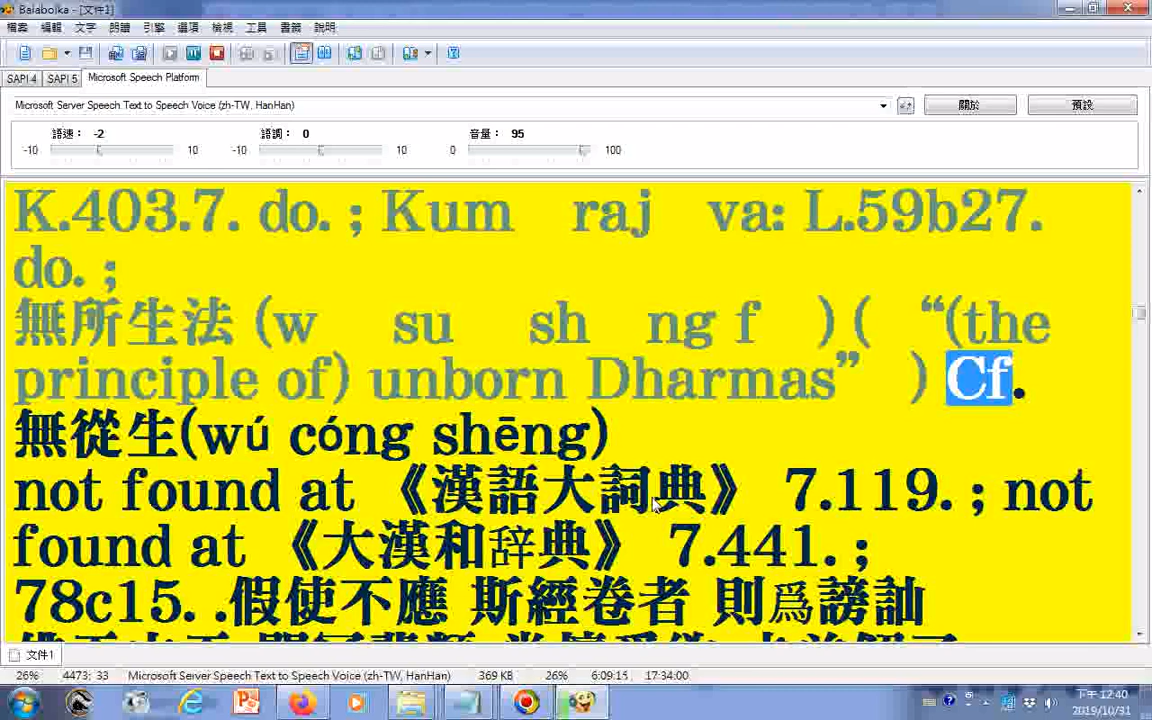 Balabolka - [文件1]
檔案 編輯 文字 朗讀 引擎 選項 檢視 工具 書籤 說明
SAPI 4 SAPI 5 Microsoft Speech Platform
Microsoft Server Speech Text to Speech Voice (zh-TW, HanHan) 關於 預設
語速： -2 語調： 0 音量： 95
-10 10 -10 10 0 100
K.403.7. do. ; Kum raj va: L.59b27.
do. ;
無所生法 (w su sh ng f ) ( “(the
principle of) unborn Dharmas” ) Cf.
無從生(wú cóng shēng)
not found at 《漢語大詞典》 7.119. ; not
found at 《大漢和辞典》 7.441. ;
78c15. .假使不應 斯經卷者 則爲謗訕
文件1
26% 4473: 33 Microsoft Server Speech Text to Speech Voice (zh-TW, HanHan) 369 KB 26% 6:09:15 17:34:00
下午 12:40
2019/10/31